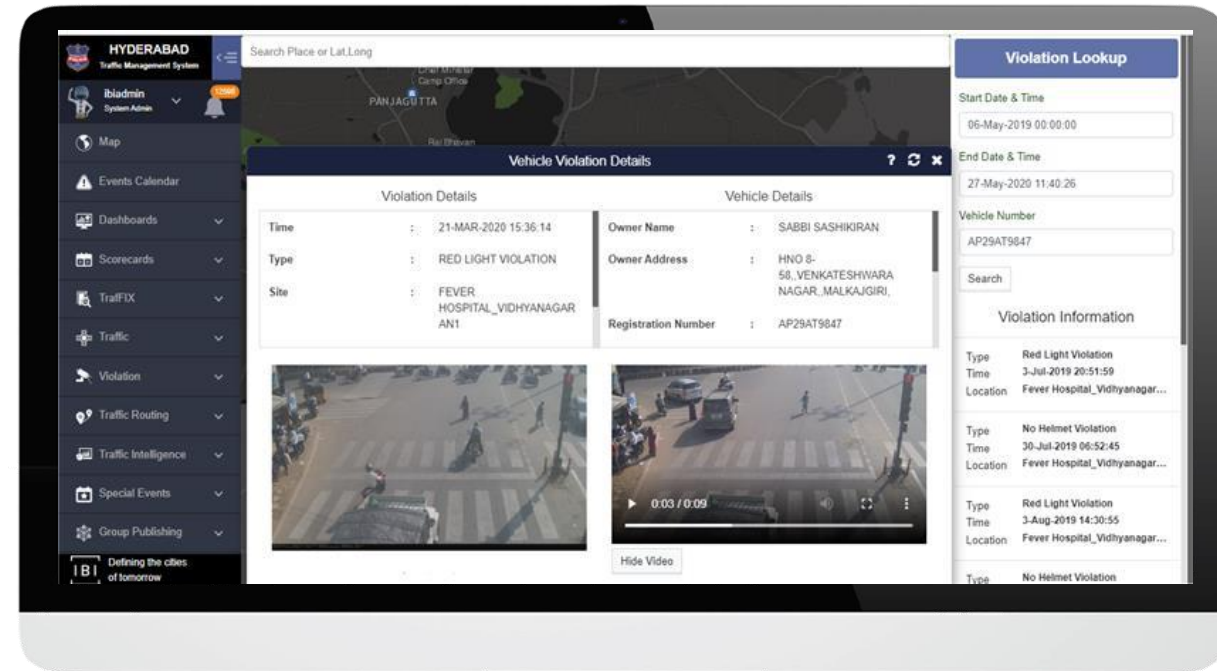 HYDERABAD
Traffic Management System
ibiadmin
System Admin
Map
Events Calendar
Dashboards
Scorecards
TrafFIX
Traffic
Violation
Traffic Routing
Traffic Intelligence
Special Events
Group Publishing
IBI
Defining the cities
of tomorrow
Search Place or Lat,Long
Chief Minister
Camp Office
PANJAGUTTA
Raj Bhavan
Vehicle Violation Details
?
Violation Details
Time : 21-MAR-2020 15:36:14
Type : RED LIGHT VIOLATION
Site : FEVER
HOSPITAL_VIDHYANAGAR
AN1
Vehicle Details
Owner Name : SABBI SASHIKIRAN
Owner Address : HNO 8-
58,,VENKATESHWARA
NAGAR,,MALKAJGIRI,
Registration Number : AP29AT9847
0:03 / 0:09
Hide Video
Violation Lookup
Start Date & Time
06-May-2019 00:00:00
End Date & Time
27-May-2020 11:40:26
Vehicle Number
AP29AT9847
Search
Violation Information
Type Red Light Violation
Time 3-Jul-2019 20:51:59
Location Fever Hospital_Vidhyanagar...
Type No Helmet Violation
Time 30-Jul-2019 06:52:45
Location Fever Hospital_Vidhyanagar...
Type Red Light Violation
Time 3-Aug-2019 14:30:55
Location Fever Hospital_Vidhyanagar...
Type No Helmet Violation